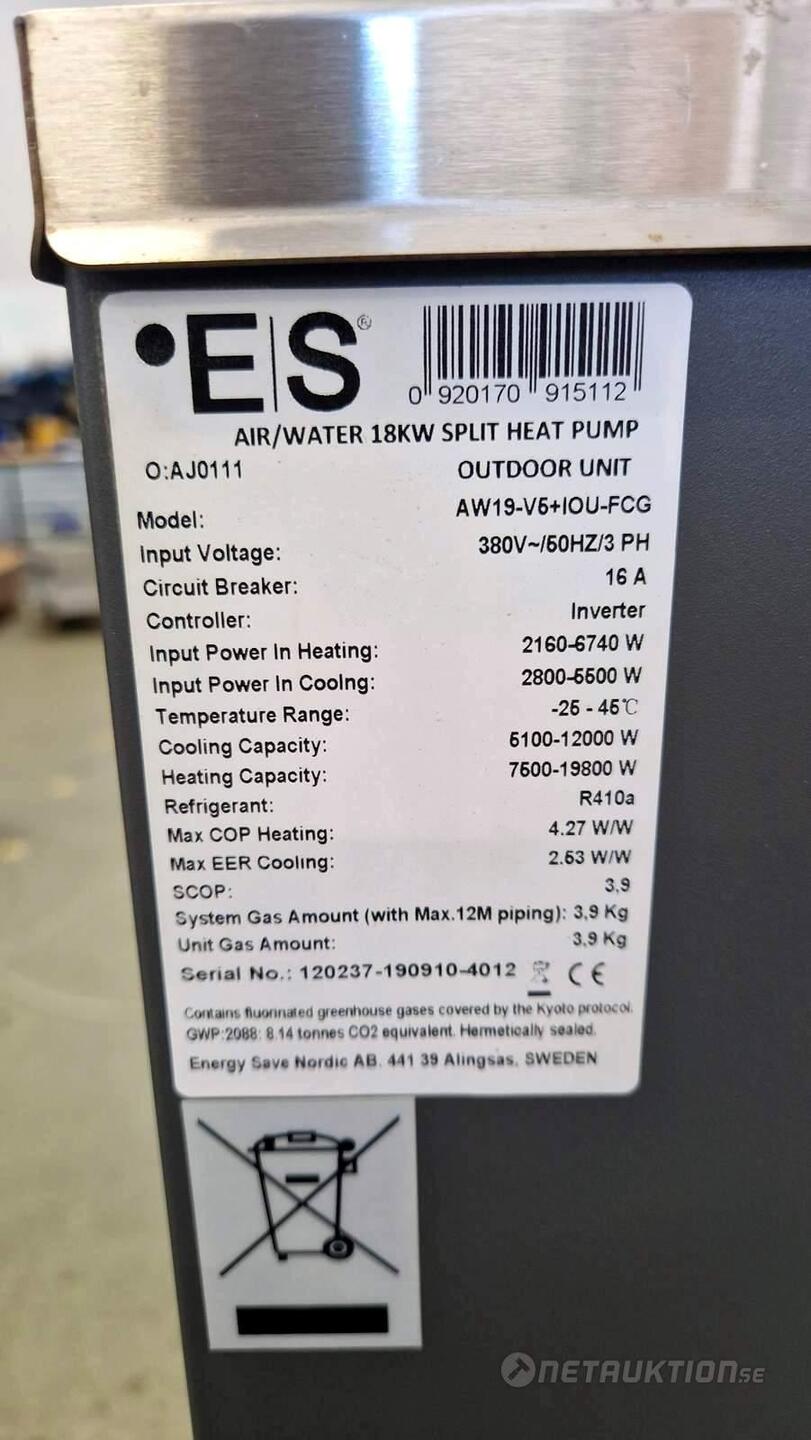 •E|S®
0 920170 915112
AIR/WATER 18KW SPLIT HEAT PUMP
O:AJ0111 OUTDOOR UNIT
Model: AW19-V5+IOU-FCG
Input Voltage: 380V~/50HZ/3 PH
Circuit Breaker: 16 A
Controller: Inverter
Input Power In Heating: 2160-6740 W
Input Power In Coolng: 2800-5500 W
Temperature Range: -25 - 45℃
Cooling Capacity: 5100-12000 W
Heating Capacity: 7500-19800 W
Refrigerant: R410a
Max COP Heating: 4.27 W/W
Max EER Cooling: 2.53 W/W
SCOP: 3,9
System Gas Amount (with Max.12M piping): 3,9 Kg
Unit Gas Amount: 3,9 Kg
Serial No.: 120237-190910-4012 CE
Contains fluorinated greenhouse gases covered by the Kyoto protocol.
GWP:2088: 8.14 tonnes CO2 equivalent. Hermetically sealed.
Energy Save Nordic AB. 441 39 Alingsas. SWEDEN
NETAUKTION.SE